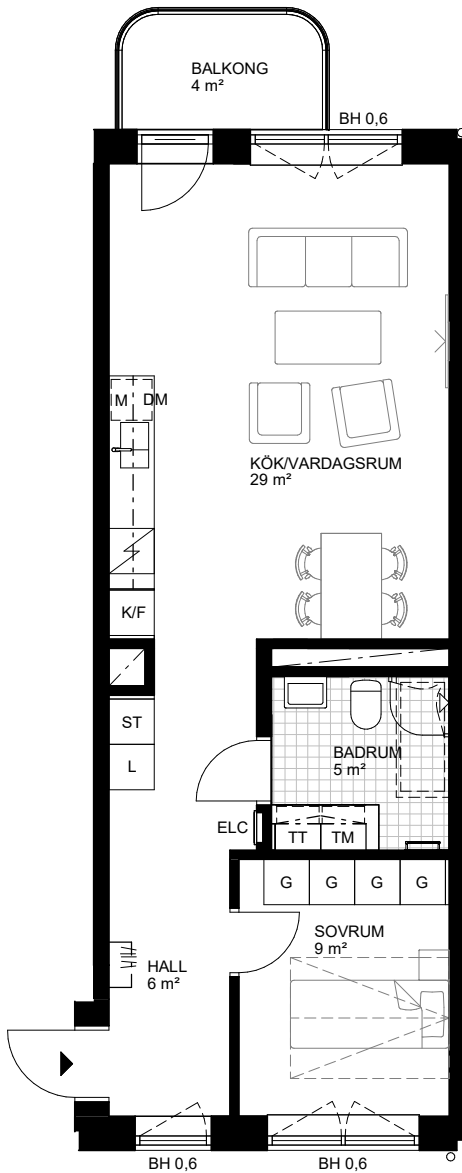 BALKONG
4 m²
BH 0,6
M DM
KÖK/VARDAGSRUM
29 m²
K/F
ST
L
BADRUM
5 m²
ELC
TT TM
G G G G
SOVRUM
9 m²
HALL
6 m²
BH 0,6 BH 0,6